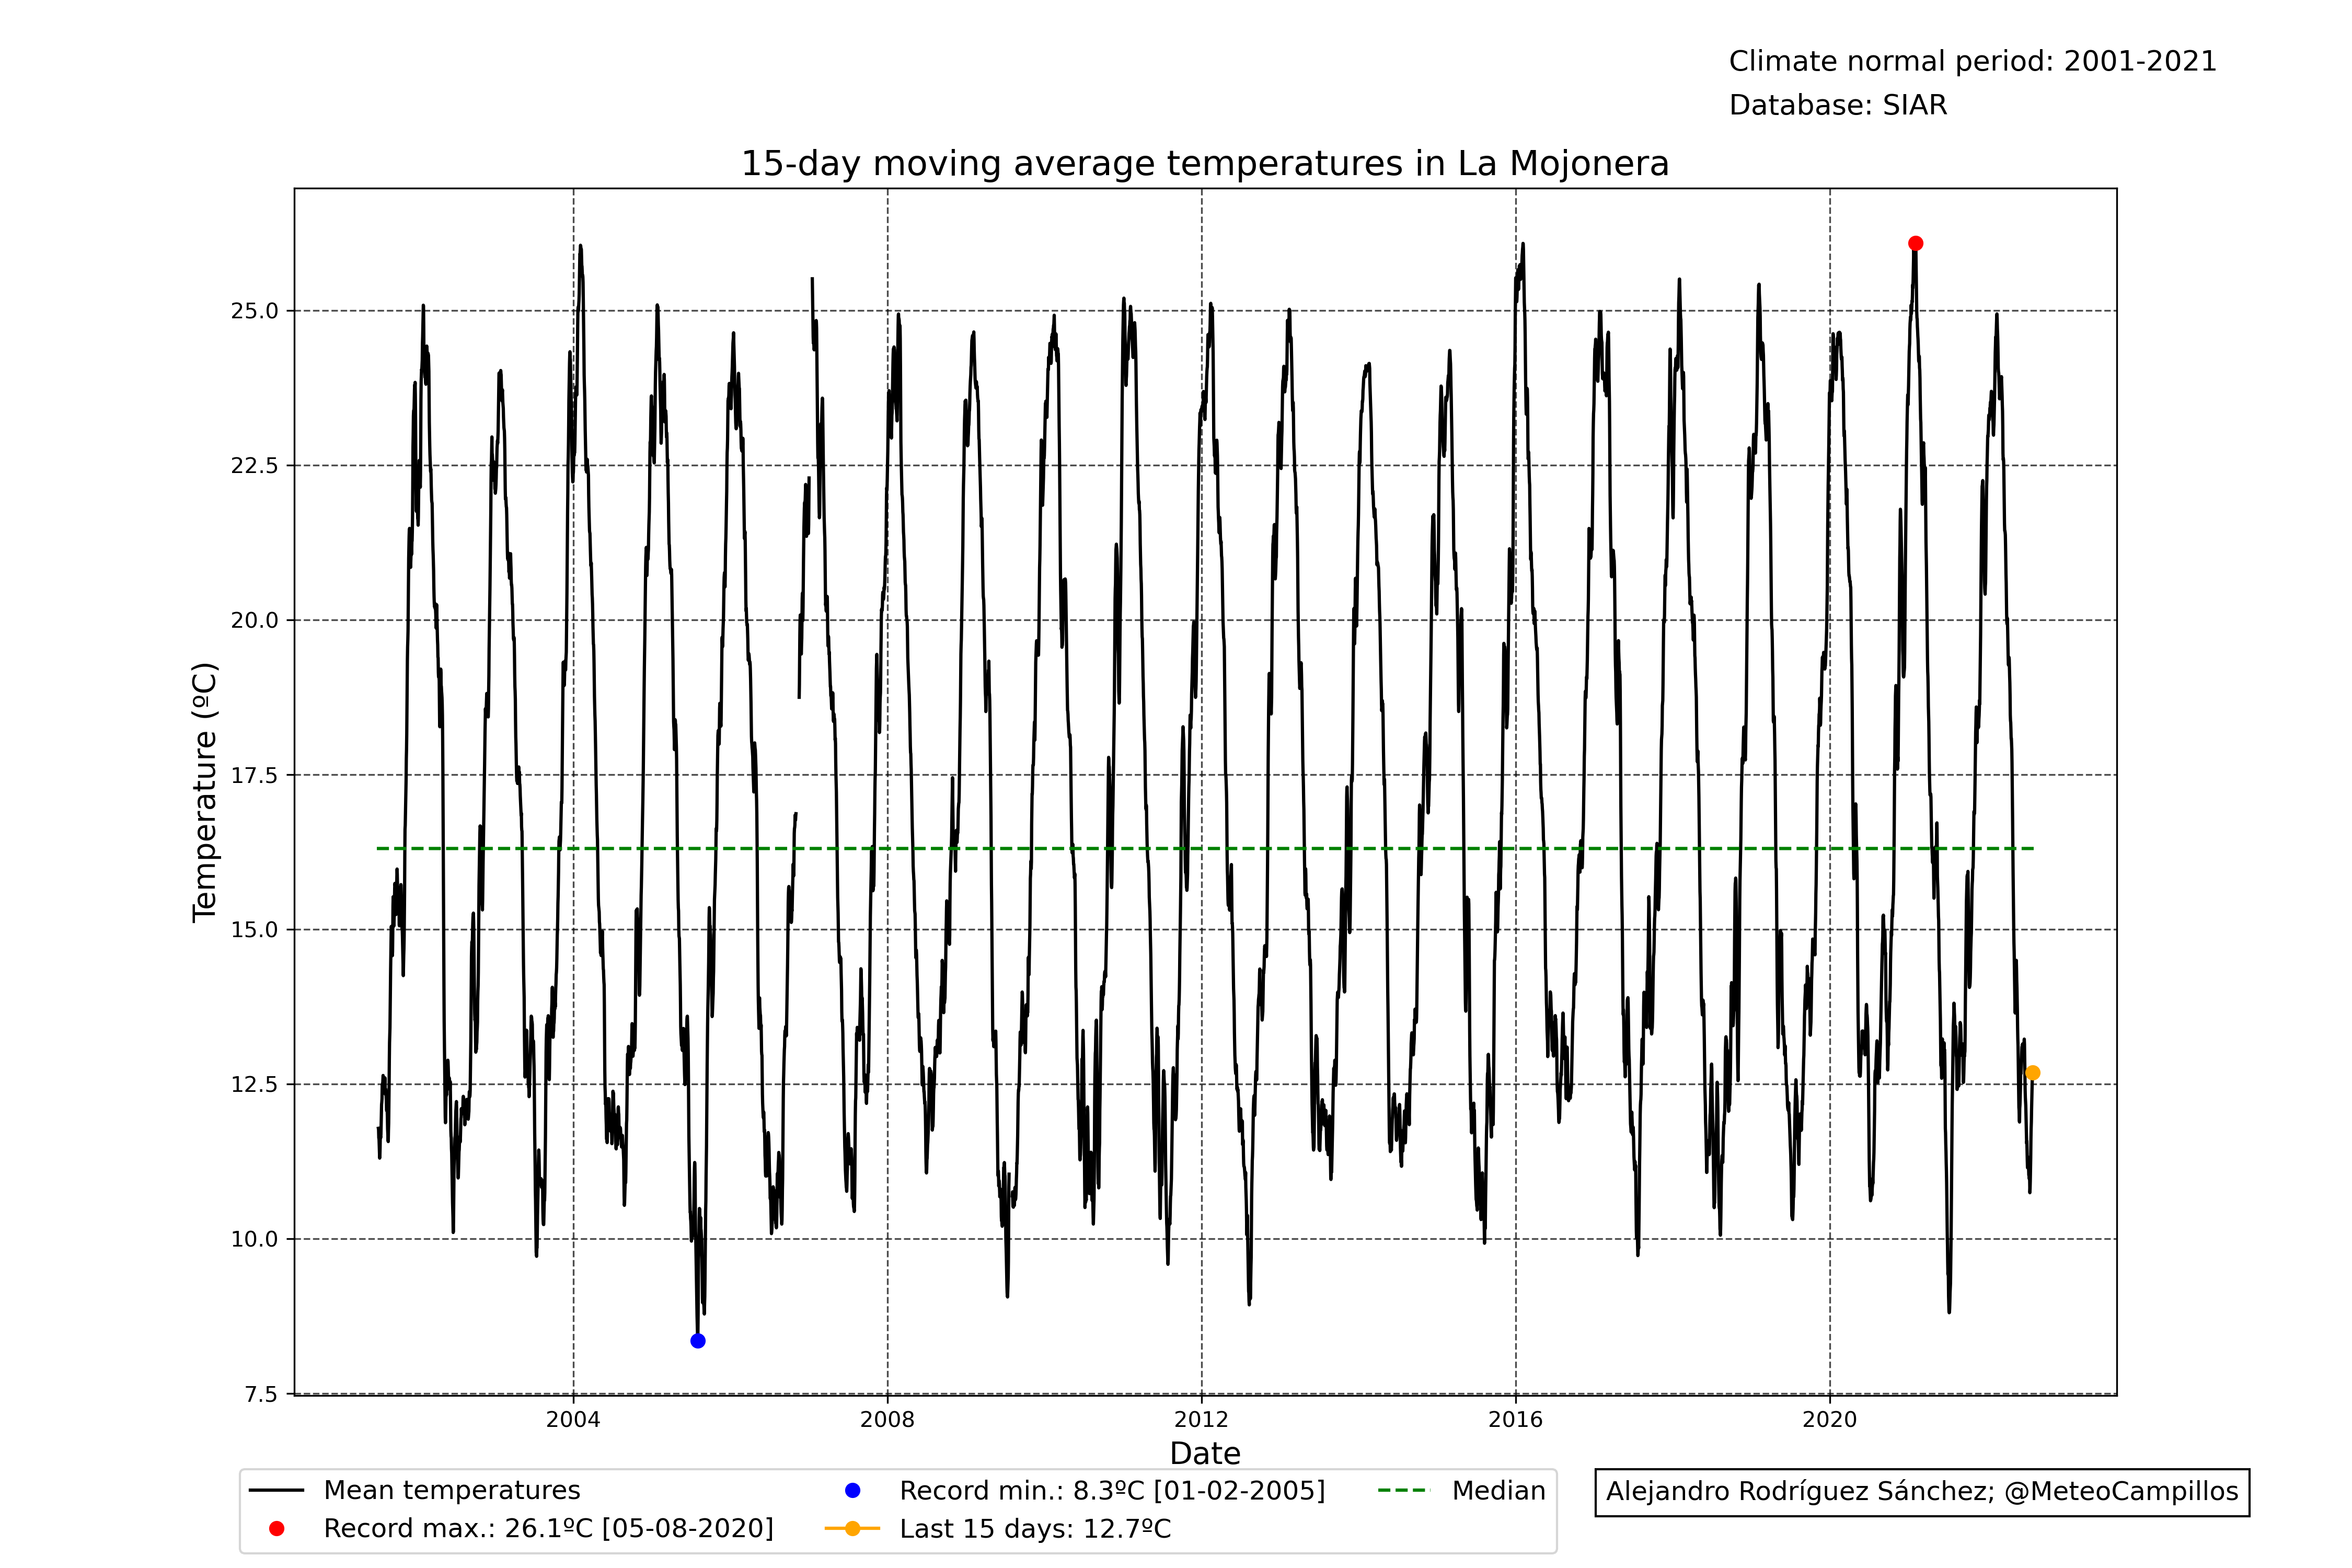 Climate normal period: 2001-2021
Database: SIAR
15-day moving average temperatures in La Mojonera
25.0
22.5
20.0
17.5
15.0
12.5
10.0
7.5
Temperature (ºC)
2004 2008 2012 2016 2020
Date
Mean temperatures
Record max.: 26.1ºC [05-08-2020]
Record min.: 8.3ºC [01-02-2005]
Last 15 days: 12.7ºC
Median
Alejandro Rodríguez Sánchez; @MeteoCampillos